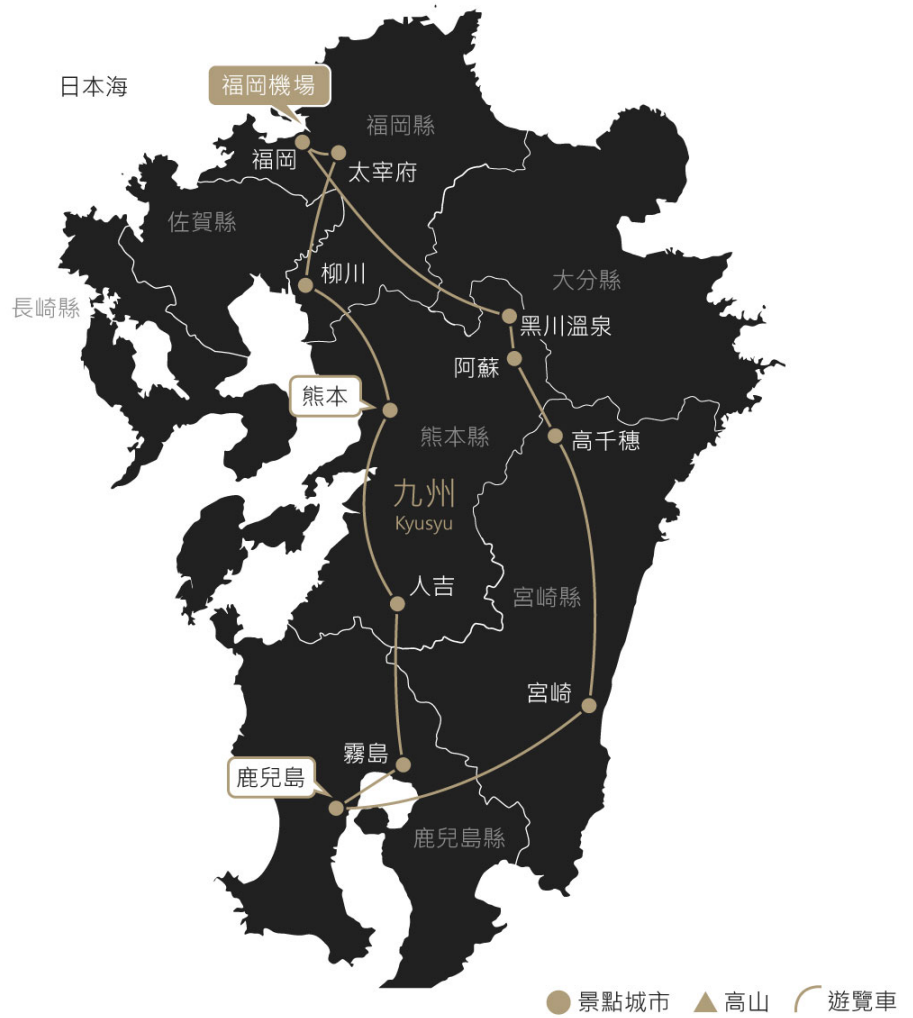 日本海
福岡機場
福岡縣
福岡
太宰府
佐賀縣
柳川
大分縣
長崎縣
黑川溫泉
阿蘇
熊本
熊本縣
高千穗
九州
Kyusyu
人吉
宮崎縣
宮崎
霧島
鹿兒島
鹿兒島縣
景點城市
高山
遊覽車